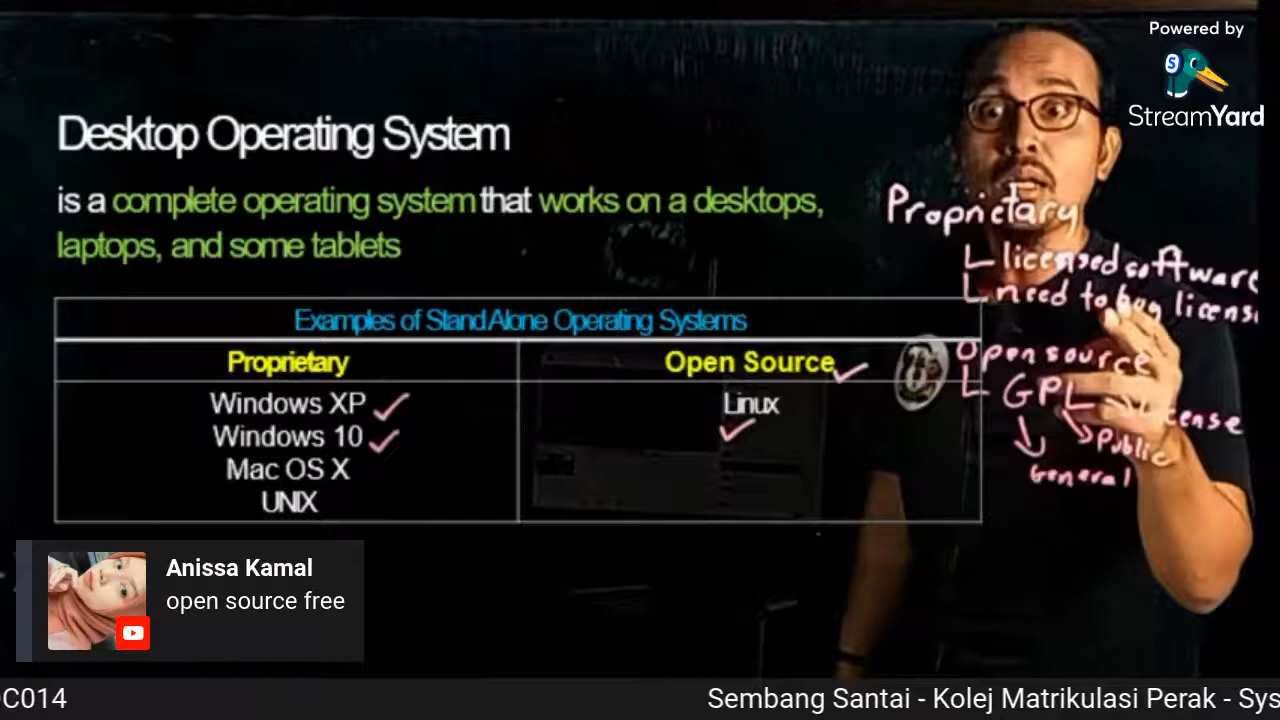 Powered by
StreamYard
Desktop Operating System
is a complete operating system that works on a desktops,
laptops, and some tablets
Examples of Stand Alone Operating Systems
Proprietary
Open Source
Windows XP
Linux
Windows 10
Mac OS X
UNIX
Proprietary
licensed software
need to buy licens
Open source
GPL
Public
General
Anissa Kamal
open source free
C014
Sembang Santai - Kolej Matrikulasi Perak - Sys